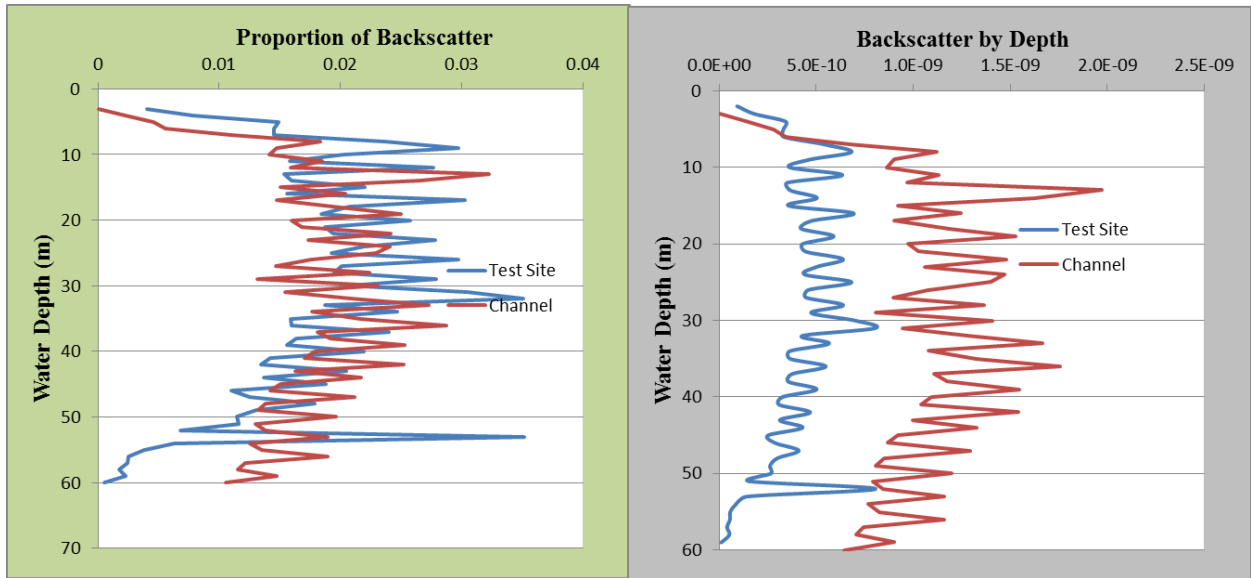 Proportion of Backscatter
0 0.01 0.02 0.03 0.04
0
10
20
30
40
50
60
70
Water Depth (m)
Test Site
Channel
Backscatter by Depth
0.0E+00 5.0E-10 1.0E-09 1.5E-09 2.0E-09 2.5E-09
0
10
20
30
40
50
60
Water Depth (m)
Test Site
Channel